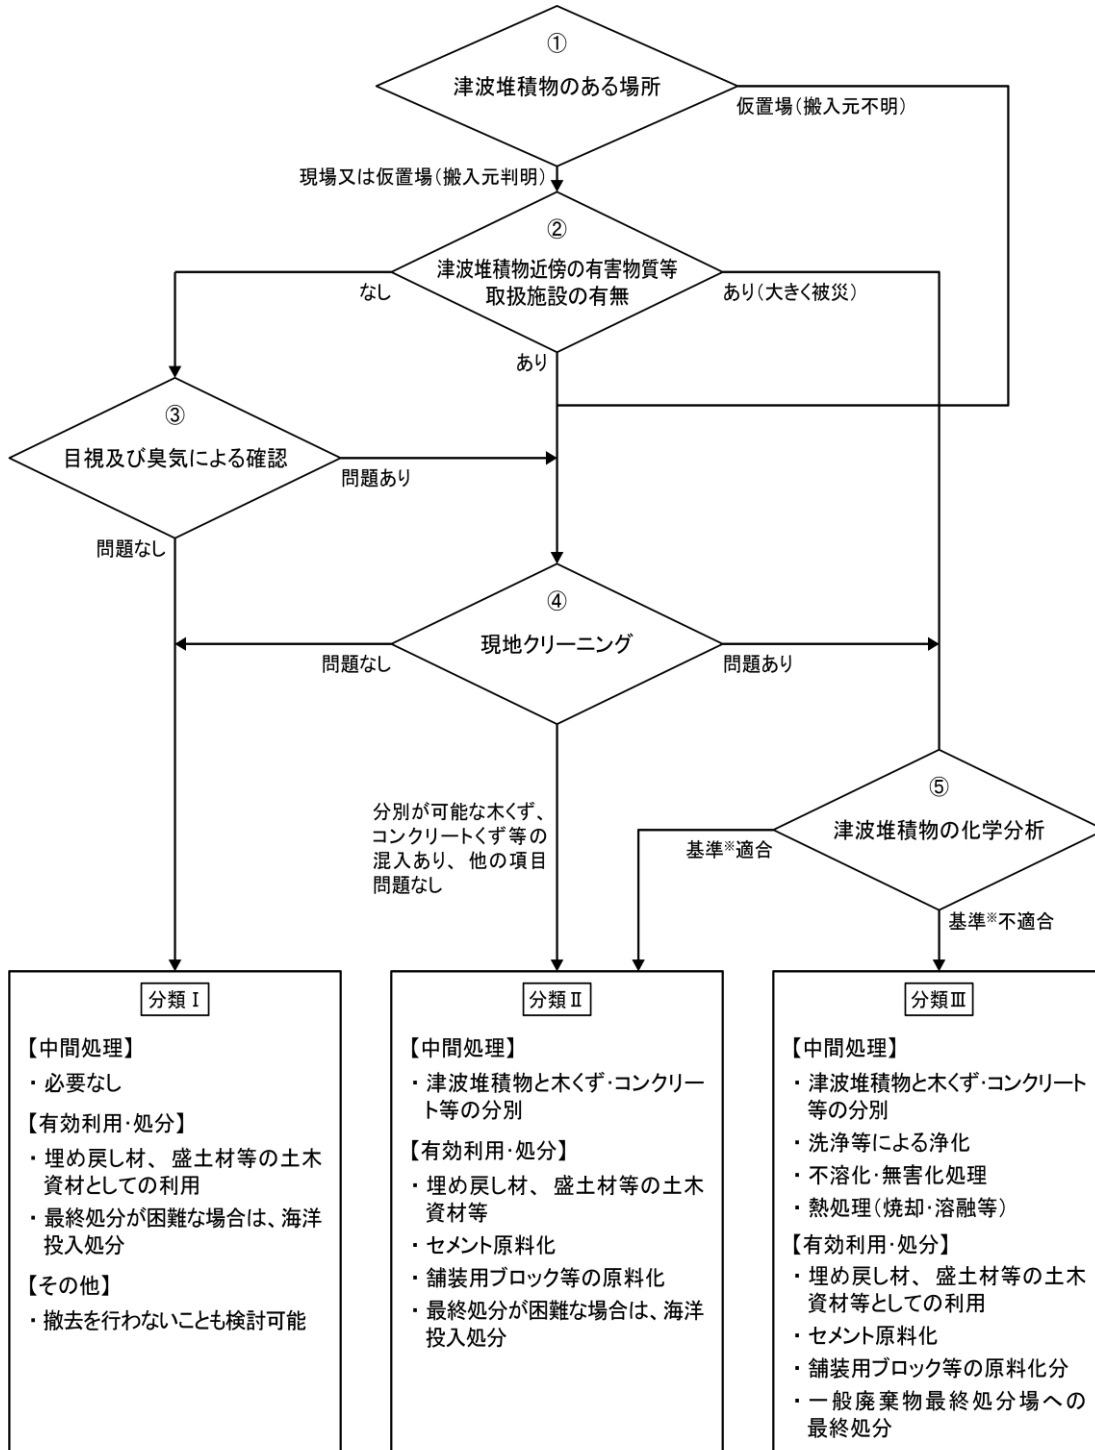 ①
津波堆積物のある場所
仮置場(搬入元不明)
現場又は仮置場(搬入元判明)
②
津波堆積物近傍の有害物質等
取扱施設の有無
なし
あり(大きく被災)
あり
③
目視及び臭気による確認
問題あり
問題なし
④
現地クリーニング
問題なし
問題あり
分別が可能な木くず、
コンクリートくず等の
混入あり、他の項目
問題なし
⑤
津波堆積物の化学分析
基準※適合
基準※不適合
分類Ⅰ
【中間処理】
・必要なし
【有効利用・処分】
・埋め戻し材、盛土材等の土木
資材としての利用
・最終処分が困難な場合は、海洋
投入処分
【その他】
・撤去を行わないことも検討可能
分類Ⅱ
【中間処理】
・津波堆積物と木くず・コンクリー
ト等の分別
【有効利用・処分】
・埋め戻し材、盛土材等の土木
資材等
・セメント原料化
・舗装用ブロック等の原料化
・最終処分が困難な場合は、海洋
投入処分
分類Ⅲ
【中間処理】
・津波堆積物と木くず・コンクリート
等の分別
・洗浄等による浄化
・不溶化・無害化処理
・熱処理(焼却・溶融等)
【有効利用・処分】
・埋め戻し材、盛土材等の土木
資材等としての利用
・セメント原料化
・舗装用ブロック等の原料化分
・一般廃棄物最終処分場への
最終処分